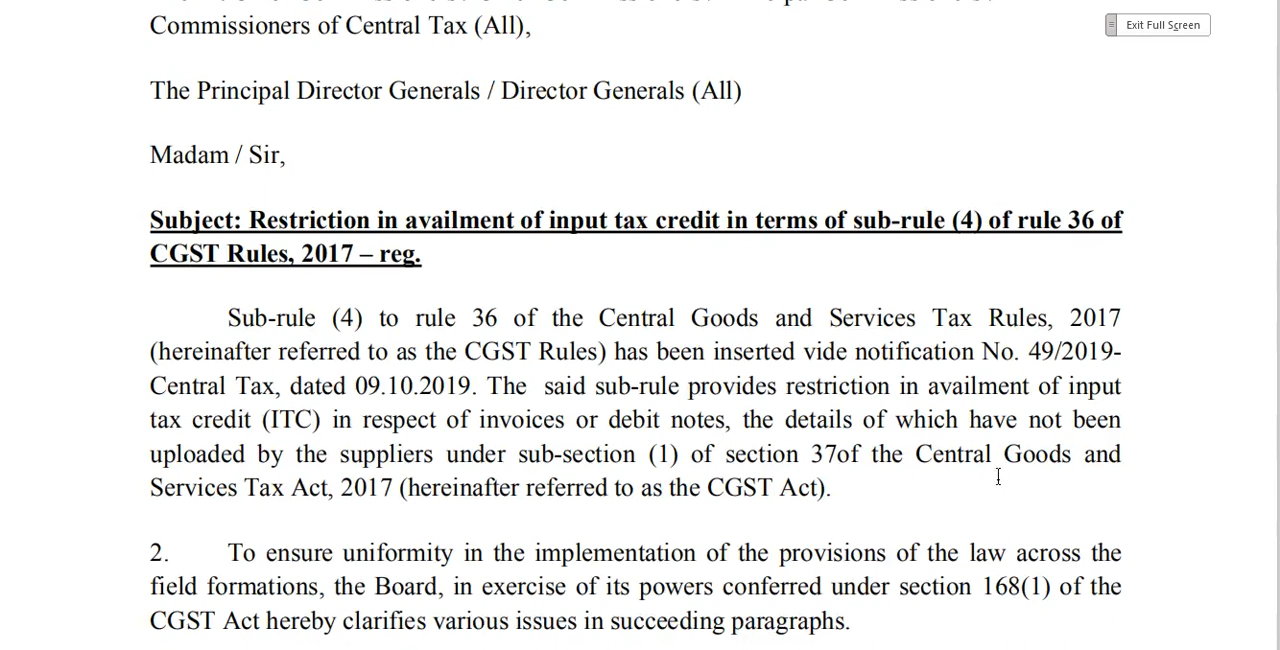 Commissioners of Central Tax (All),
Exit Full Screen
The Principal Director Generals / Director Generals (All)
Madam / Sir,
Subject: Restriction in availment of input tax credit in terms of sub-rule (4) of rule 36 of
CGST Rules, 2017 – reg.
Sub-rule (4) to rule 36 of the Central Goods and Services Tax Rules, 2017
(hereinafter referred to as the CGST Rules) has been inserted vide notification No. 49/2019-
Central Tax, dated 09.10.2019. The said sub-rule provides restriction in availment of input
tax credit (ITC) in respect of invoices or debit notes, the details of which have not been
uploaded by the suppliers under sub-section (1) of section 37of the Central Goods and
Services Tax Act, 2017 (hereinafter referred to as the CGST Act).
2. To ensure uniformity in the implementation of the provisions of the law across the
field formations, the Board, in exercise of its powers conferred under section 168(1) of the
CGST Act hereby clarifies various issues in succeeding paragraphs.